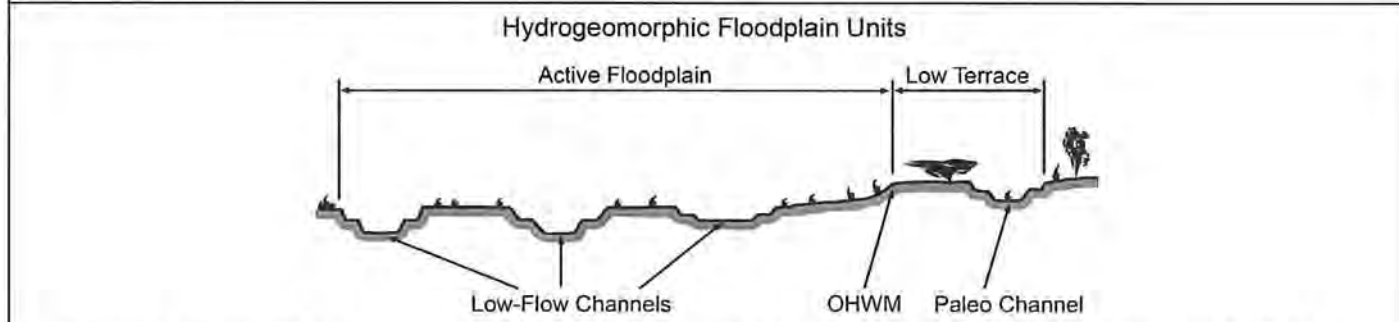 Hydrogeomorphic Floodplain Units
Active Floodplain
Low Terrace
Low-Flow Channels
OHWM
Paleo Channel